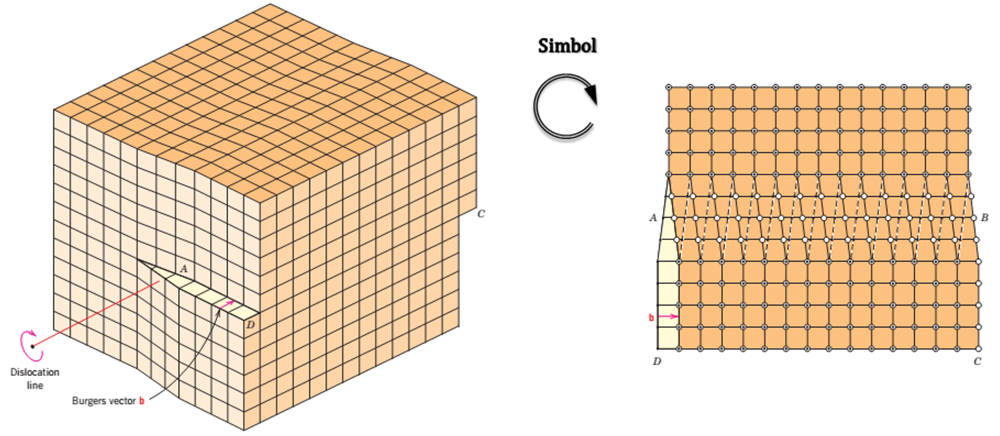 Simbol
C
A
B
A
D
b
D
C
Dislocation
line
Burgers vector b